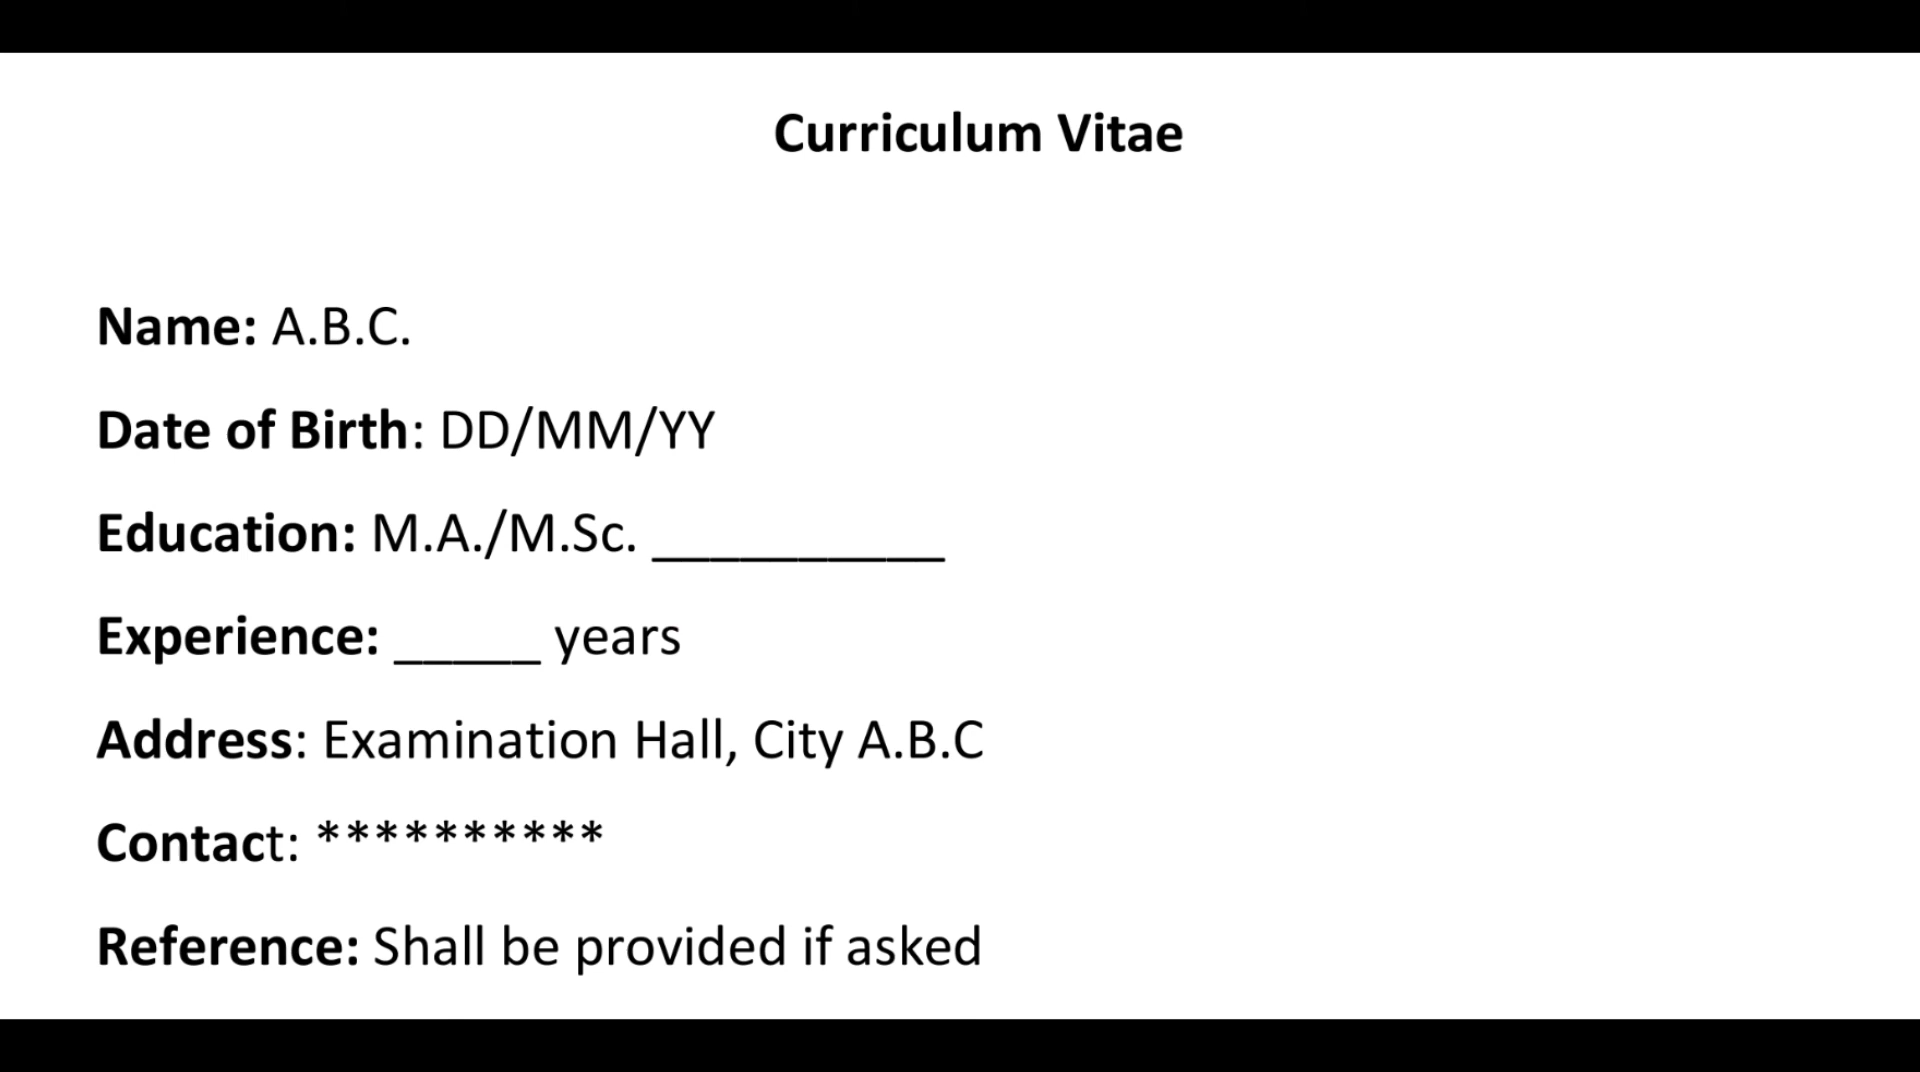 Curriculum Vitae
Name: A.B.C.
Date of Birth: DD/MM/YY
Education: M.A./M.Sc. __________
Experience: _____ years
Address: Examination Hall, City A.B.C
Contact: **********
Reference: Shall be provided if asked